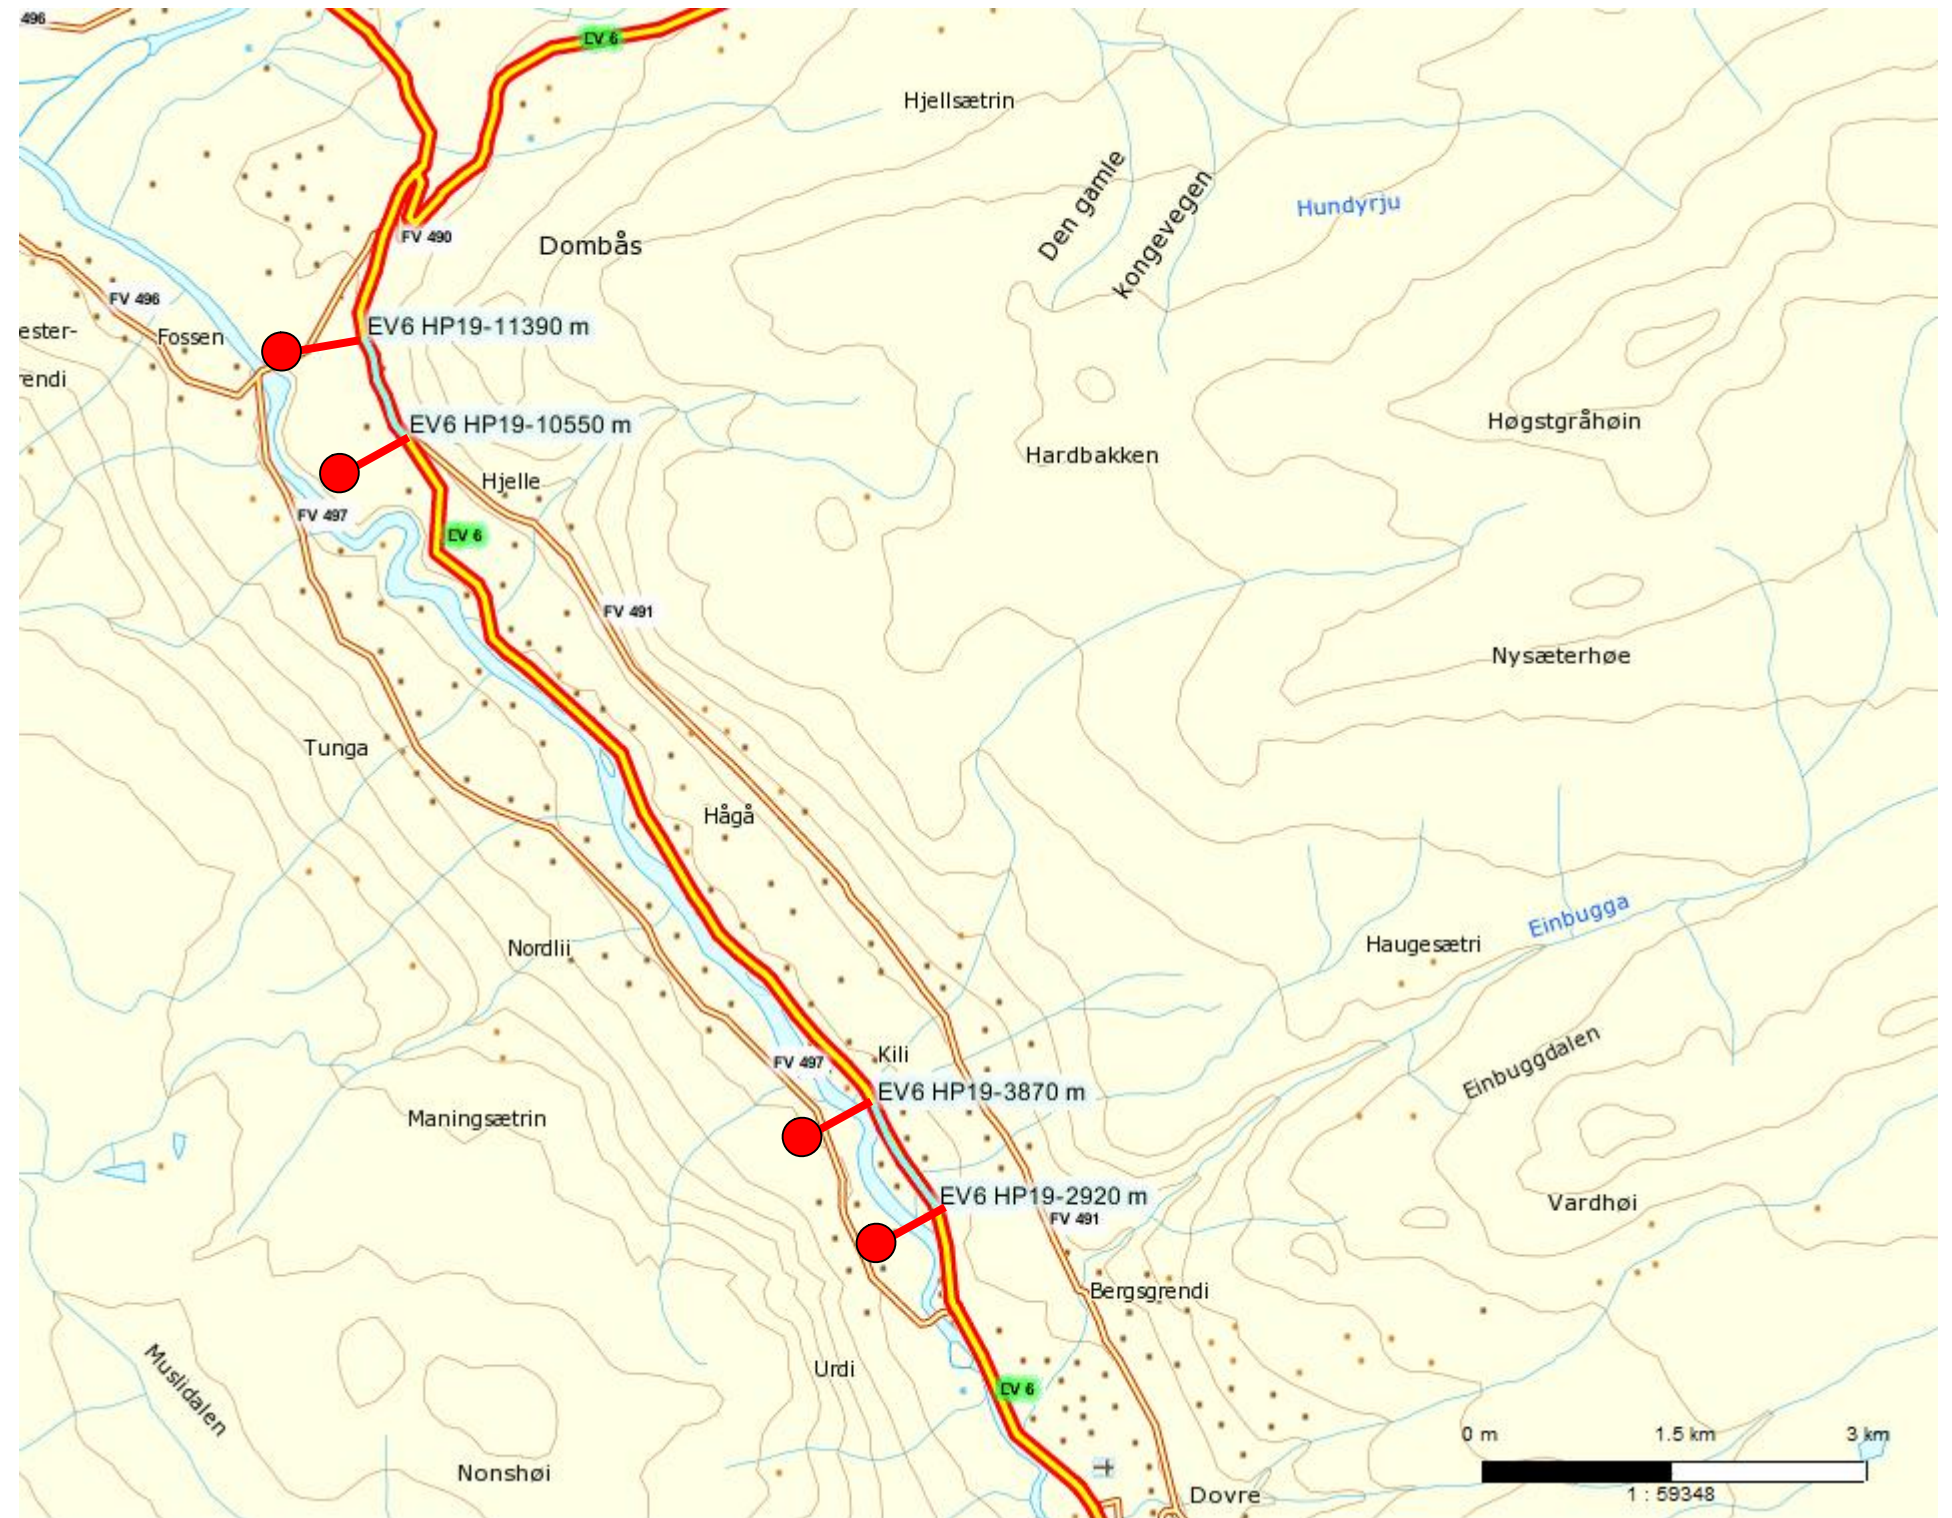 496
EV 6
Hjellsætrin
Den gamle
kongevegen
Hundyrju
FV 490
Dombås
FV 496
ester-
Fossen
EV6 HP19-11390 m
endi
EV6 HP19-10550 m
Høgstgråhøin
Hardbakken
Hjelle
FV 497
EV 6
FV 491
Nysæterhøe
Tunga
Hågå
Einbugga
Haugesætri
Nordlii
Kili
FV 497
Einbuggdalen
EV6 HP19-3870 m
Maningsætrin
EV6 HP19-2920 m
Vardhøi
FV 491
Bergsgrendi
Muslidalen
Urdi
EV 6
0 m
1.5 km
3 km
Nonshøi
Dovre
1 : 59348